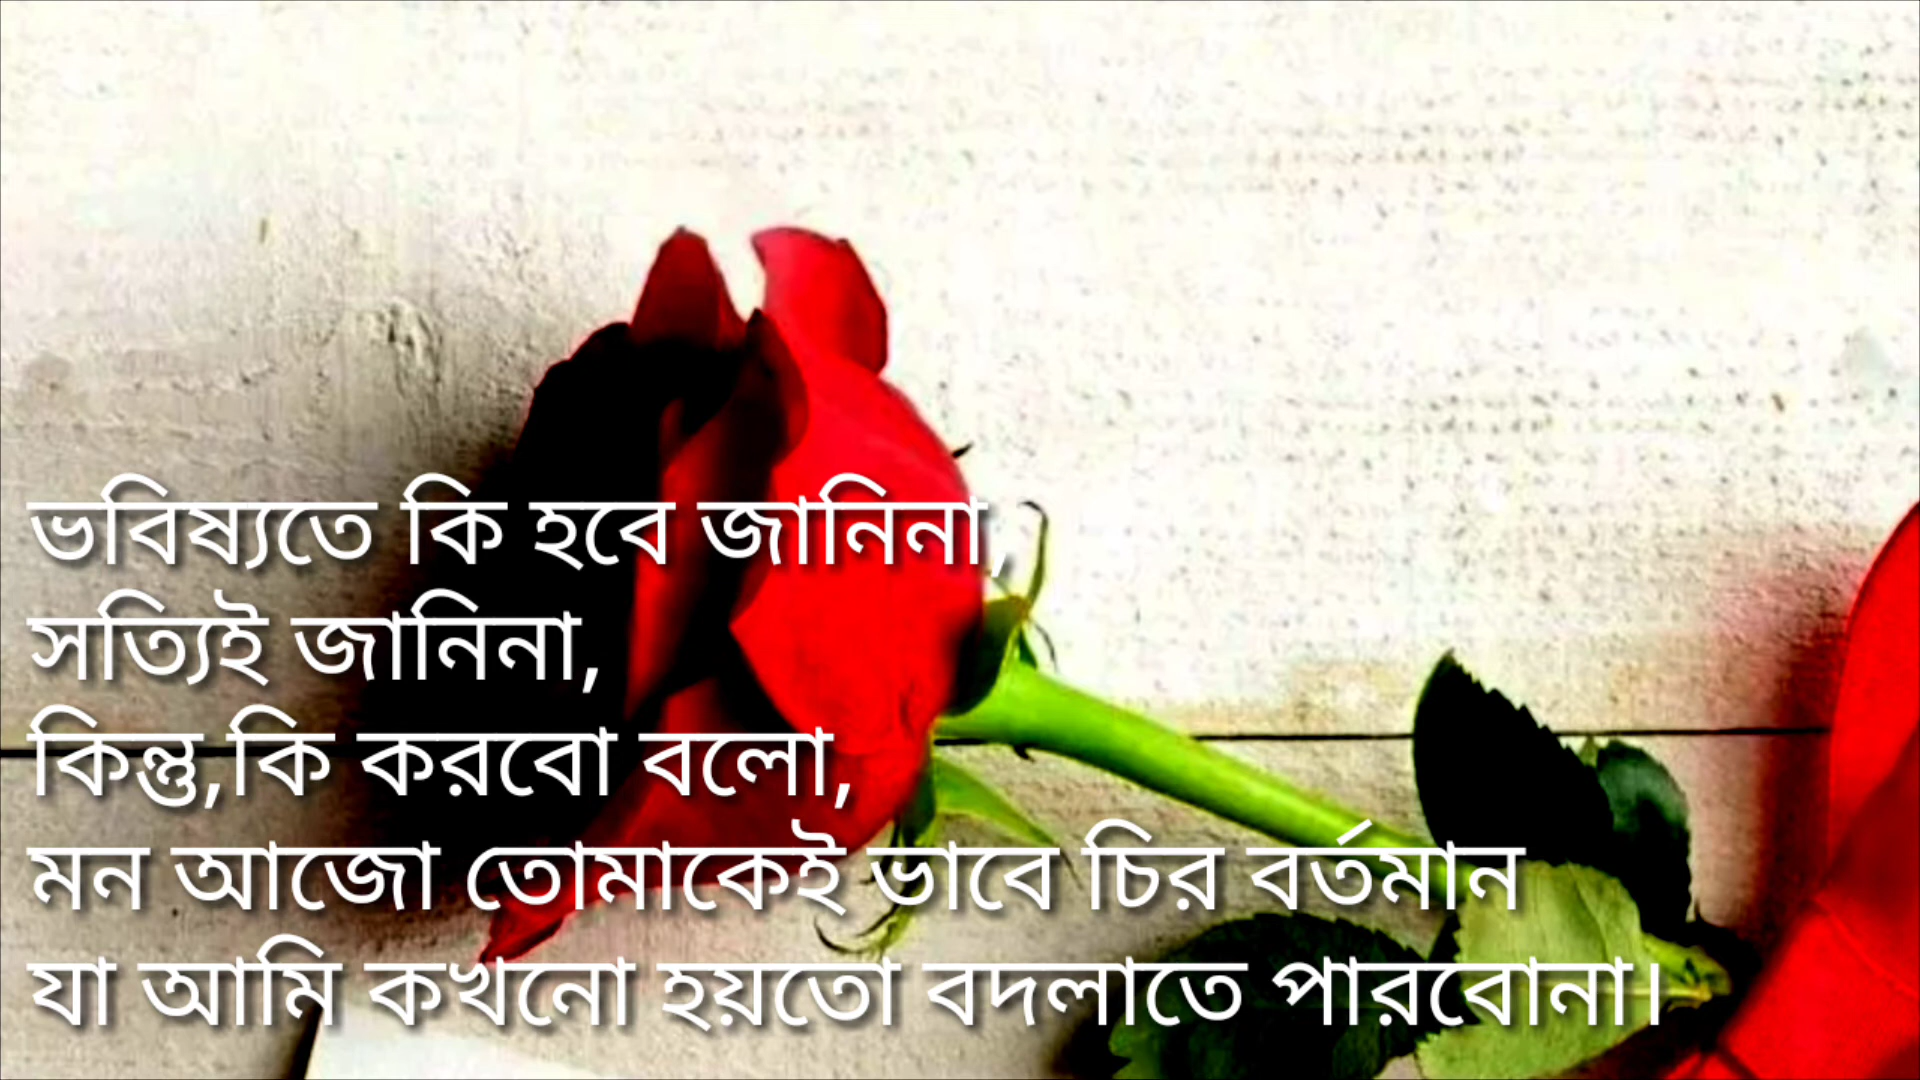 ভবিষ্যতে কি হবে জানিনা,
সত্যিই জানিনা,
কিন্তু,কি করবো বলো,
মন আজো তোমাকেই ভাবে চির বর্তমান
যা আমি কখনো হয়তো বদলাতে পারবোনা।